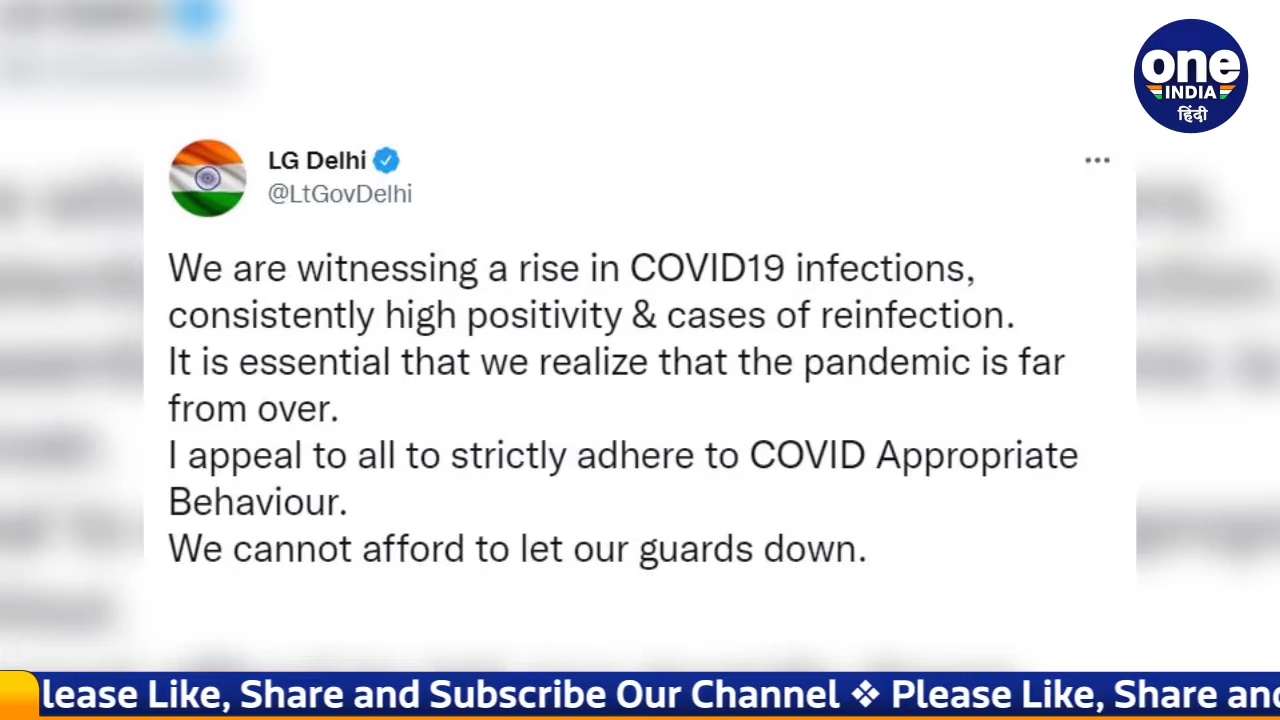 one
INDIA
हिंदी
LG Delhi
@LtGovDelhi
We are witnessing a rise in COVID19 infections,
consistently high positivity & cases of reinfection.
It is essential that we realize that the pandemic is far
from over.
I appeal to all to strictly adhere to COVID Appropriate
Behaviour.
We cannot afford to let our guards down.
lease Like, Share and Subscribe Our Channel ❖ Please Like, Share and